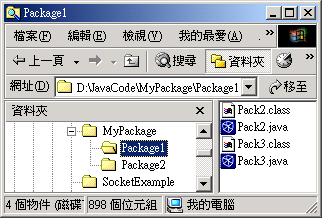 Package1
檔案(F) 編輯(E) 檢視(V) 我的最愛(A) »
上一頁 » 搜尋 資料夾 »
網址(D) D:\JavaCode\MyPackage\Package1 移至
資料夾
MyPackage
Package1
Package2
SocketExample
Pack2.class
Pack2.java
Pack3.class
Pack3.java
4 個物件 (磁碟 898 個位元組 我的電腦